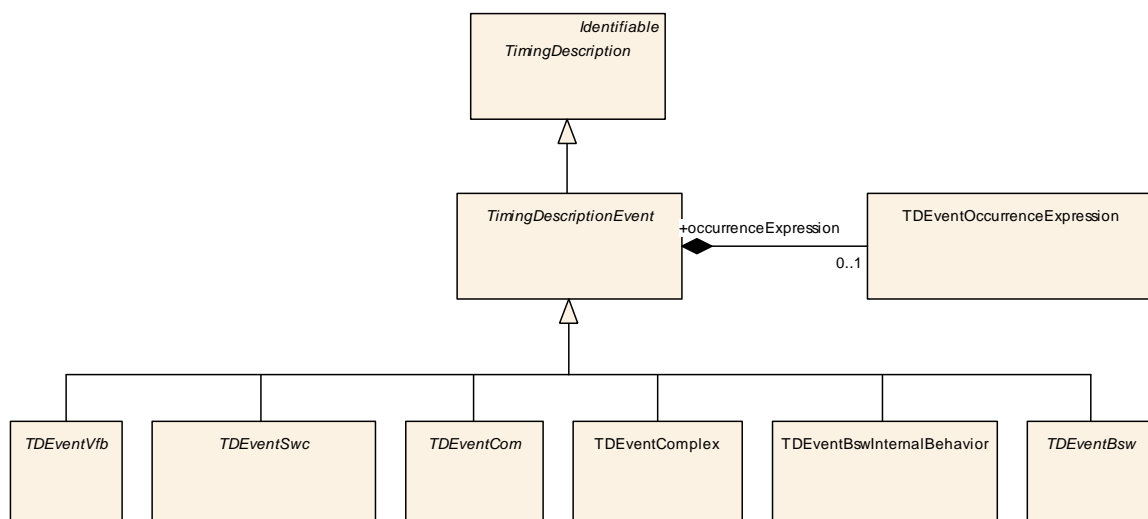 Identifiable
TimingDescription
TimingDescriptionEvent
+occurrenceExpression
0..1
TDEventOccurrenceExpression
TDEventVfb
TDEventSwc
TDEventCom
TDEventComplex
TDEventBswInternalBehavior
TDEventBsw